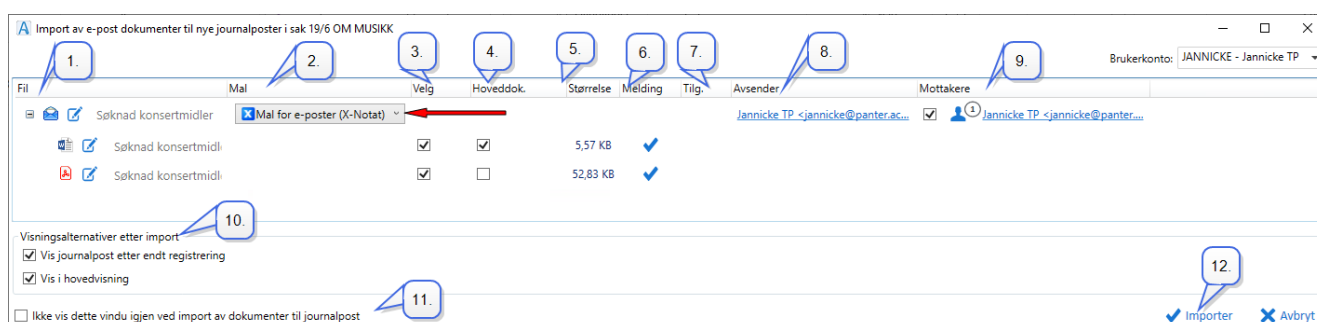 Import av e-post dokumenter til nye journalposter i sak 19/6 OM MUSIKK
1. 2. 3. 4. 5. 6. 7. 8. 9.
Brukerkonto: JANNICKE - Jannicke TP
Fil Mal Velg Hoveddok. Størrelse Melding Tilg. Avsender Mottakere
Søknad konsertmidler Mal for e-poster (X-Notat) Jannicke TP <jannicke@panter.ac... 1 Jannicke TP <jannicke@panter....
Søknad konsertmidl 5,57 KB
Søknad konsertmidl 52,83 KB
10.
Visningsalternativer etter import
Vis journalpost etter endt registrering
Vis i hovedvisning
12.
11.
Ikke vis dette vindu igjen ved import av dokumenter til journalpost
Importer Avbryt